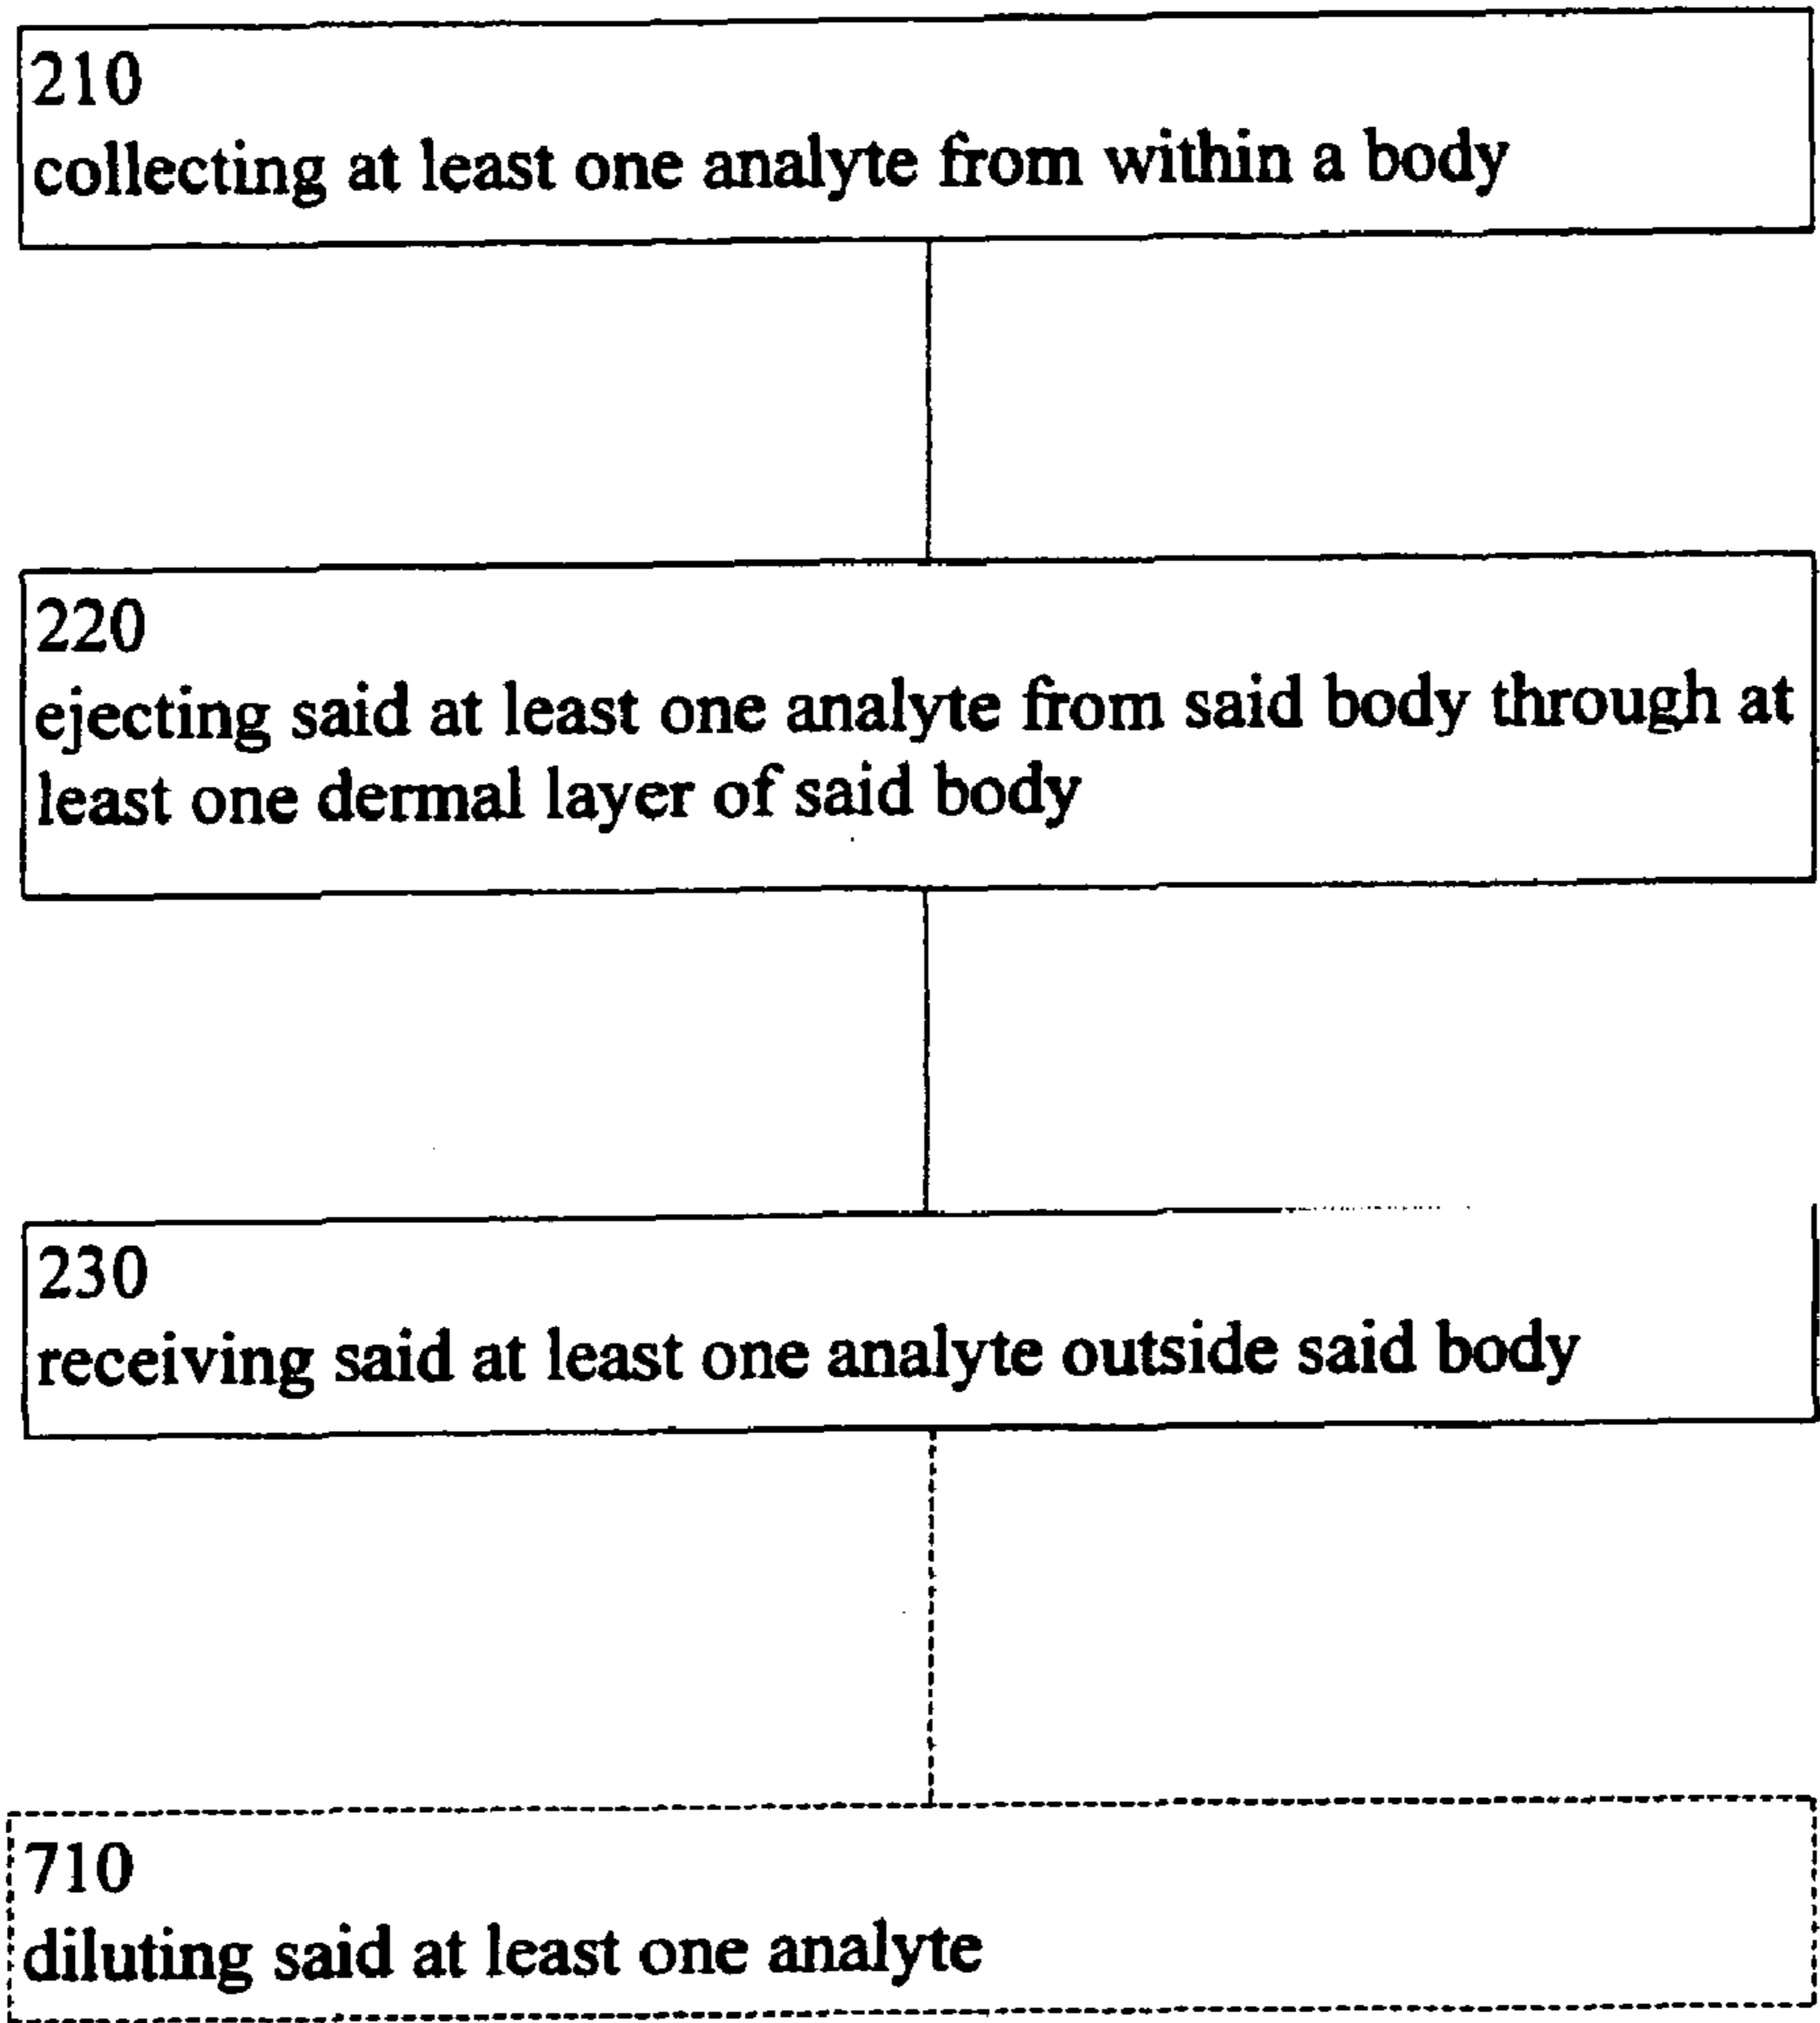 210
collecting at least one analyte from within a body
220
ejecting said at least one analyte from said body through at
least one dermal layer of said body
230
receiving said at least one analyte outside said body
710
diluting said at least one analyte